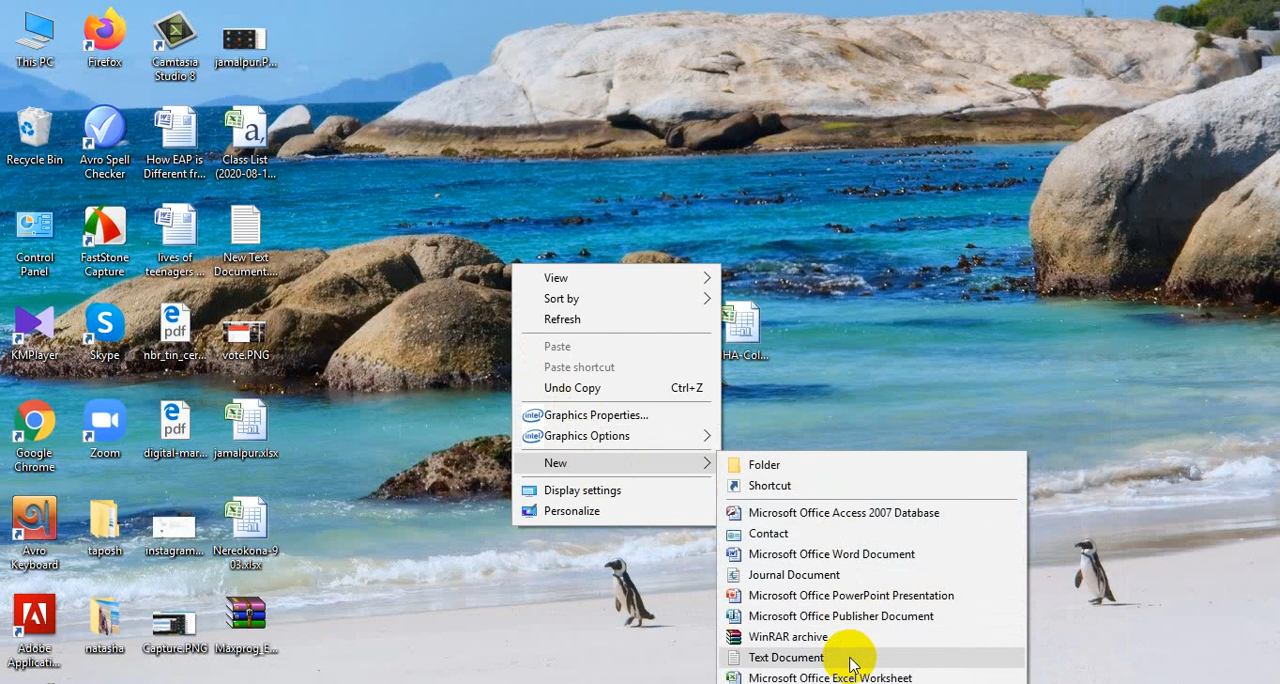 This PC
Firefox
Camtasia
Studio 8
jamalpur.P...
Recycle Bin
Avro Spell
Checker
How EAP is
Different fr...
Class List
(2020-08-1...
Control
Panel
FastStone
Capture
lives of
teenagers ...
New Text
Document....
KMPlayer
Skype
nbr_tin_cer...
vote.PNG
Google
Chrome
Zoom
digital-mar...
jamalpur.xlsx
Avro
Keyboard
taposh
instagram...
Nereokona-9
03.xlsx
Adobe
Applicati...
natasha
Capture.PNG
Maxprog_E...
HA-Col...
View
Sort by
Refresh
Paste
Paste shortcut
Undo Copy Ctrl+Z
Graphics Properties...
Graphics Options
New
Display settings
Personalize
Folder
Shortcut
Microsoft Office Access 2007 Database
Contact
Microsoft Office Word Document
Journal Document
Microsoft Office PowerPoint Presentation
Microsoft Office Publisher Document
WinRAR archive
Text Document
Microsoft Office Excel Worksheet